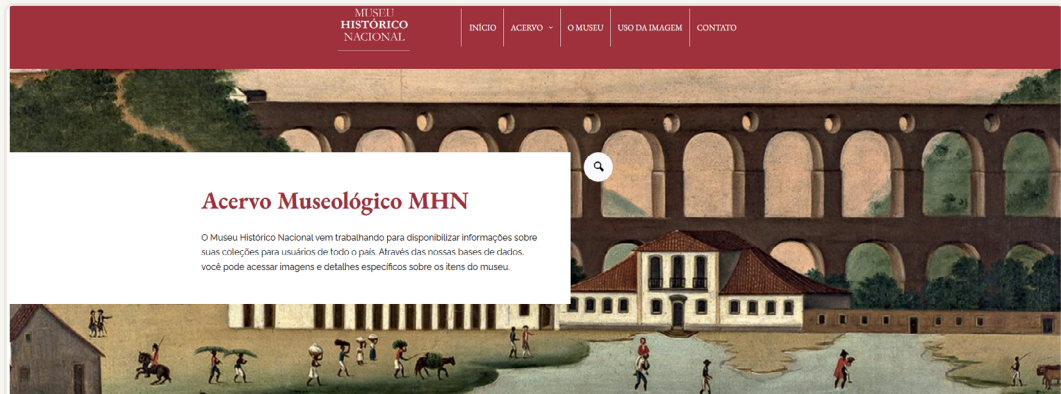 MUSEU
HISTÓRICO
NACIONAL
INÍCIO
ACERVO
O MUSEU
USO DA IMAGEM
CONTATO
Acervo Museológico MHN
O Museu Histórico Nacional vem trabalhando para disponibilizar informações sobre
suas coleções para usuários de todo o país. Através das nossas bases de dados,
você pode acessar imagens e detalhes específicos sobre os itens do museu.